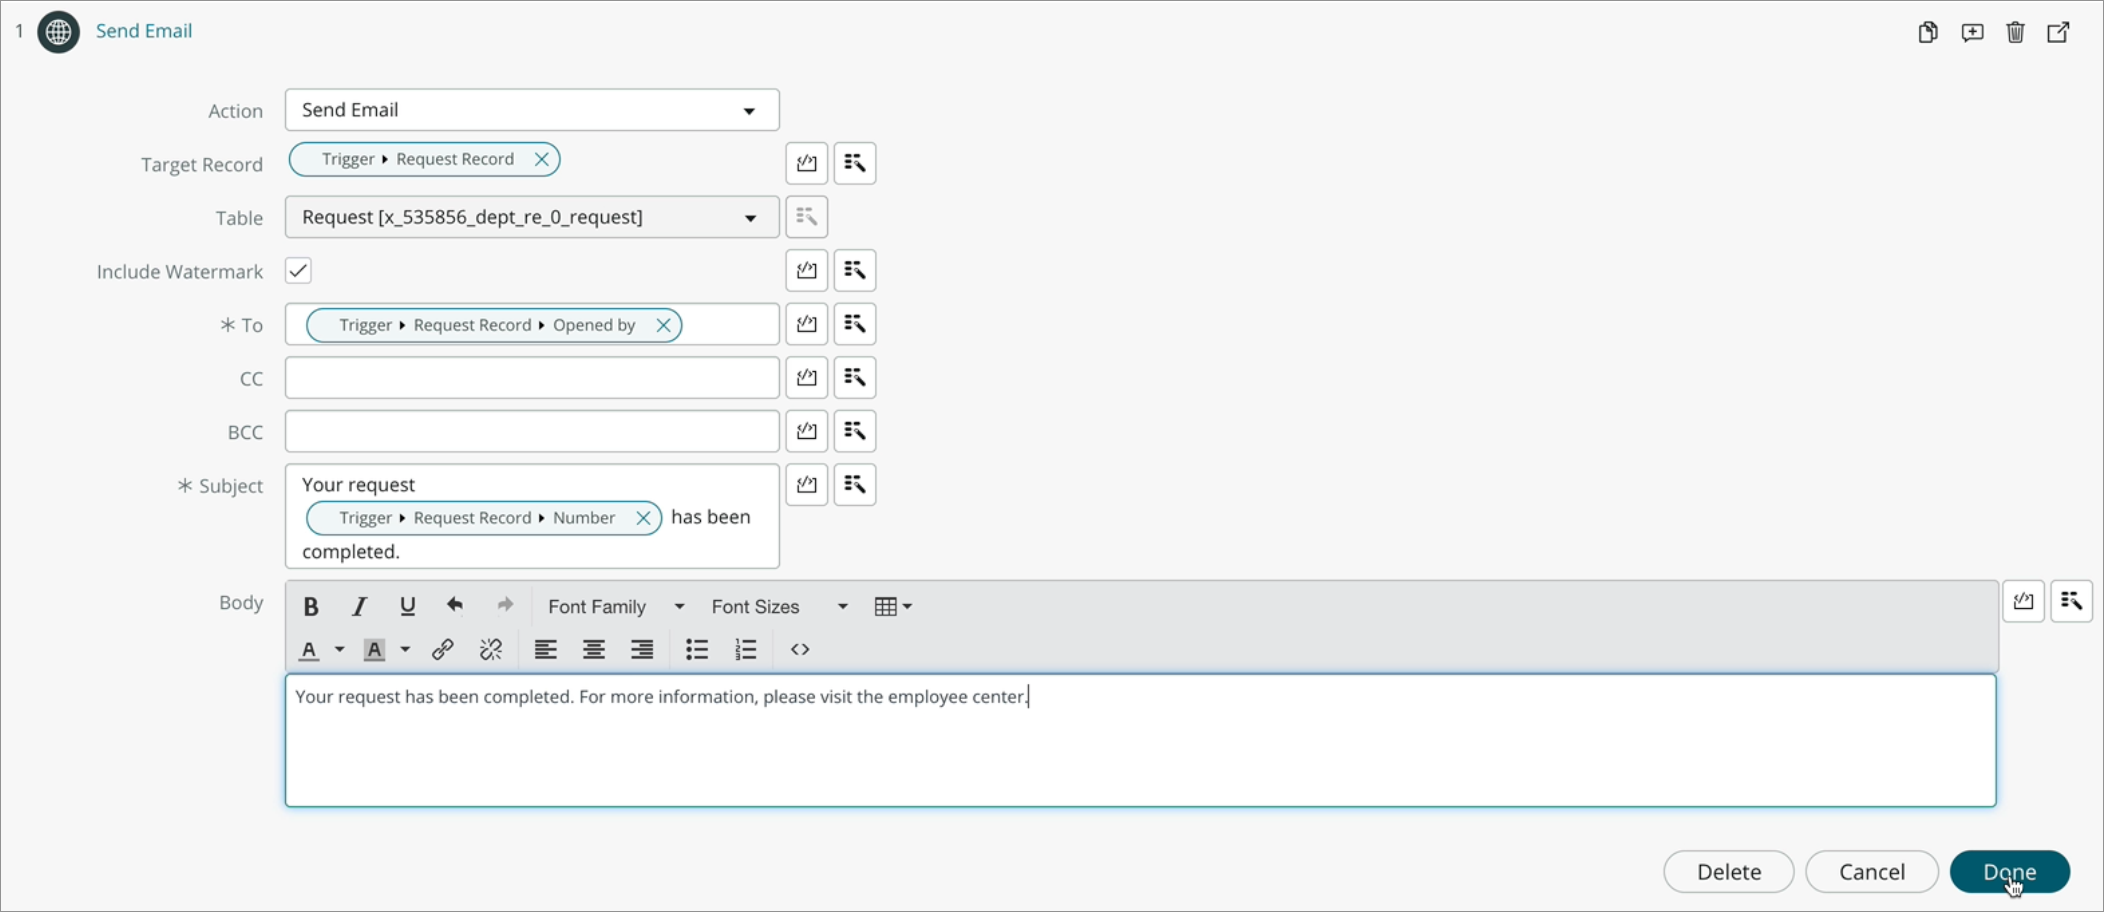 1 Send Email
Action Send Email
Target Record Trigger Request Record
Table Request [x_535856_dept_re_0_request]
Include Watermark
* To Trigger Request Record Opened by
CC
BCC
* Subject Your request
Trigger Request Record Number has been
completed.
Body B I U Font Family Font Sizes
A A
Your request has been completed. For more information, please visit the employee center.
Delete Cancel Done